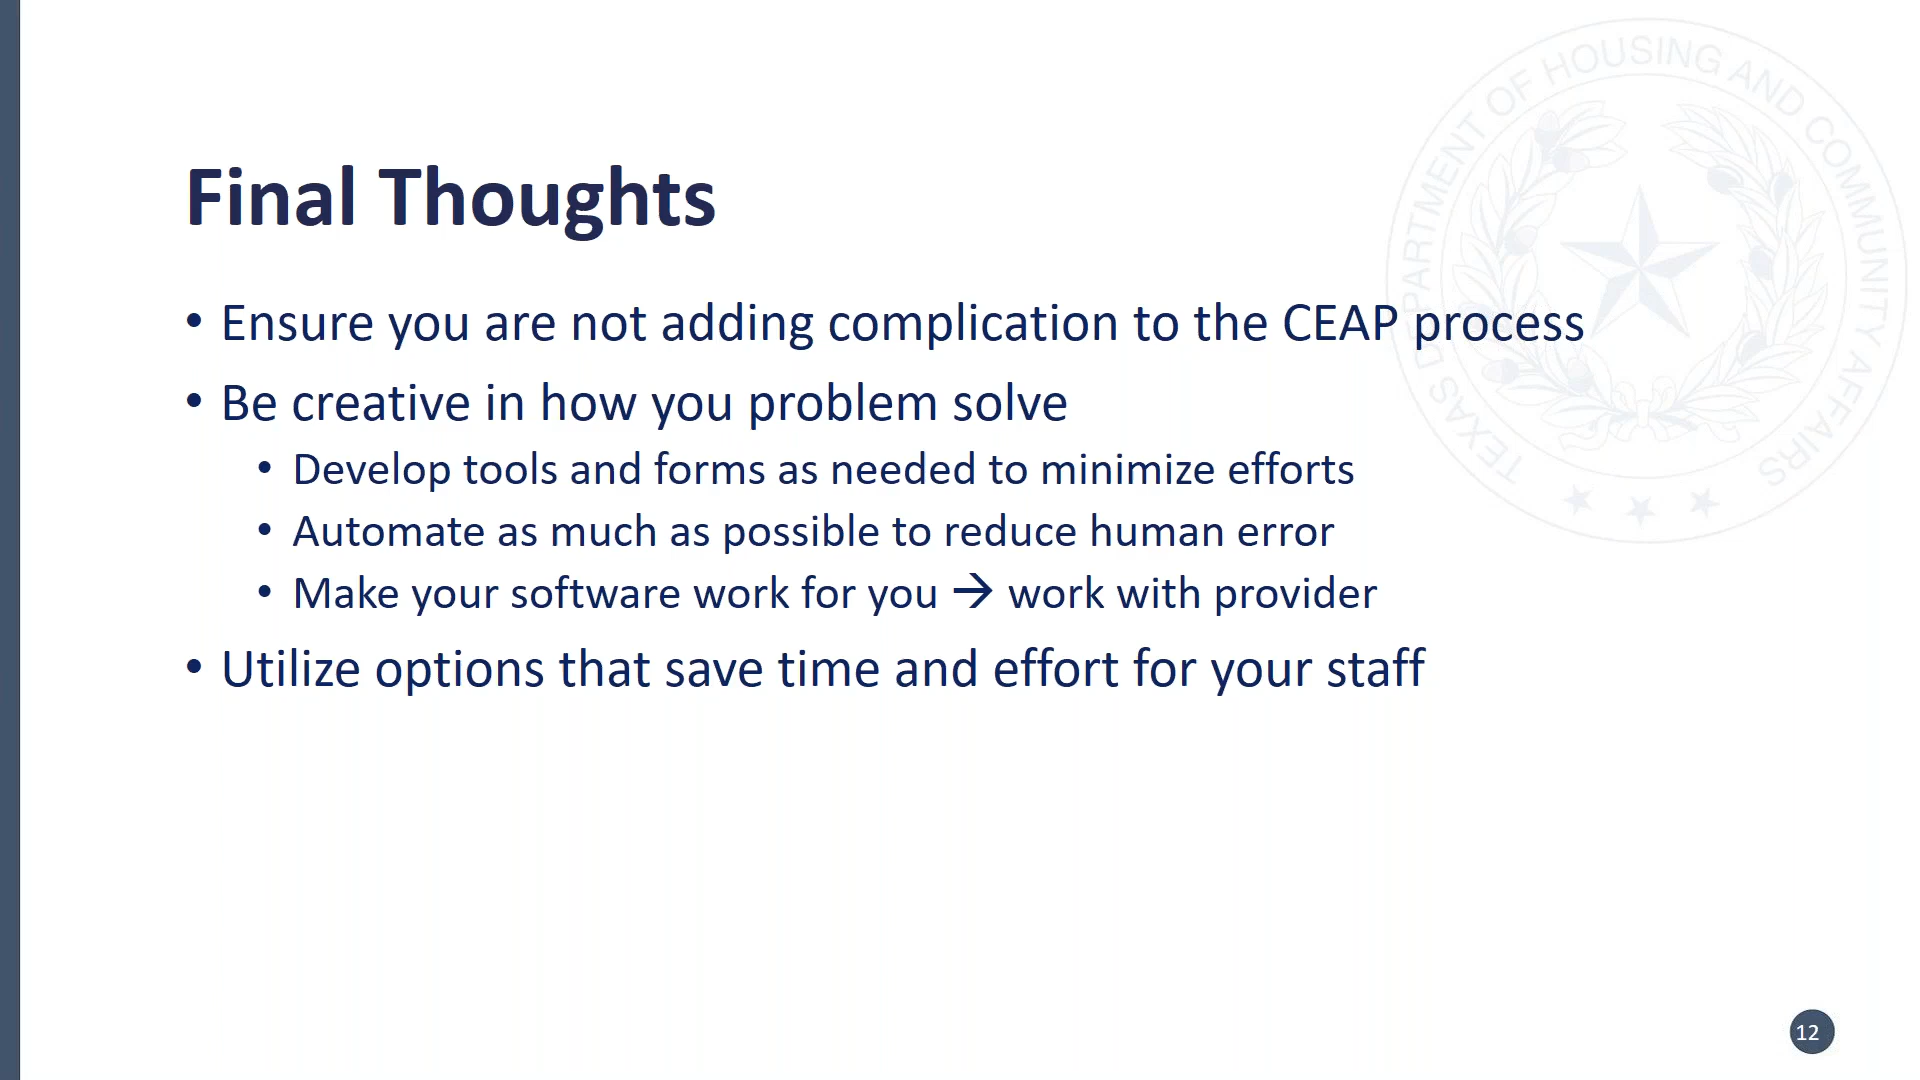 TEXAS DEPARTMENT OF HOUSING AND COMMUNITY AFFAIRS
Final Thoughts
• Ensure you are not adding complication to the CEAP process
• Be creative in how you problem solve
• Develop tools and forms as needed to minimize efforts
• Automate as much as possible to reduce human error
• Make your software work for you → work with provider
• Utilize options that save time and effort for your staff
12